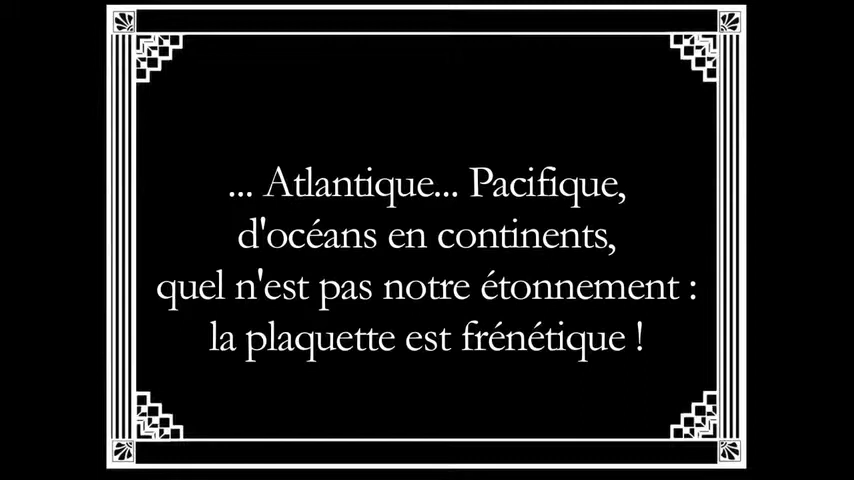 ... Atlantique... Pacifique,
d'océans en continents,
quel n'est pas notre étonnement :
la plaquette est frénétique !